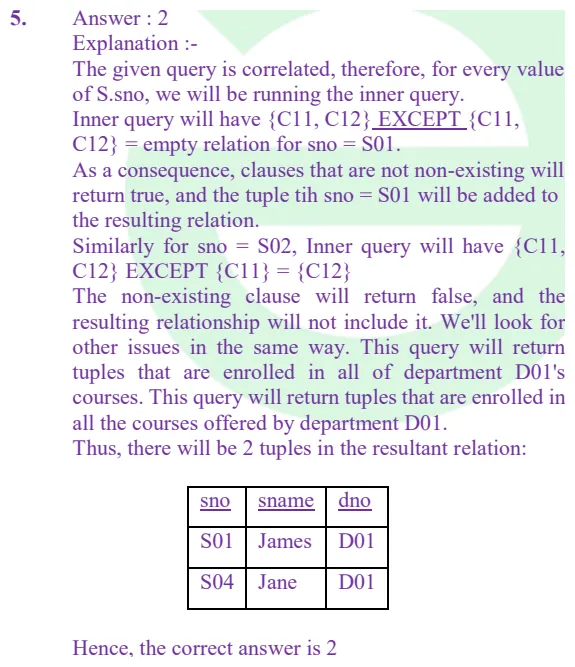 5. Answer : 2
Explanation :-
The given query is correlated, therefore, for every value
of S.sno, we will be running the inner query.
Inner query will have {C11, C12} EXCEPT {C11,
C12} = empty relation for sno = S01.
As a consequence, clauses that are not non-existing will
return true, and the tuple tih sno = S01 will be added to
the resulting relation.
Similarly for sno = S02, Inner query will have {C11,
C12} EXCEPT {C11} = {C12}
The non-existing clause will return false, and the
resulting relationship will not include it. We'll look for
other issues in the same way. This query will return
tuples that are enrolled in all of department D01's
courses. This query will return tuples that are enrolled in
all the courses offered by department D01.
Thus, there will be 2 tuples in the resultant relation:
sno sname dno
S01 James D01
S04 Jane D01
Hence, the correct answer is 2